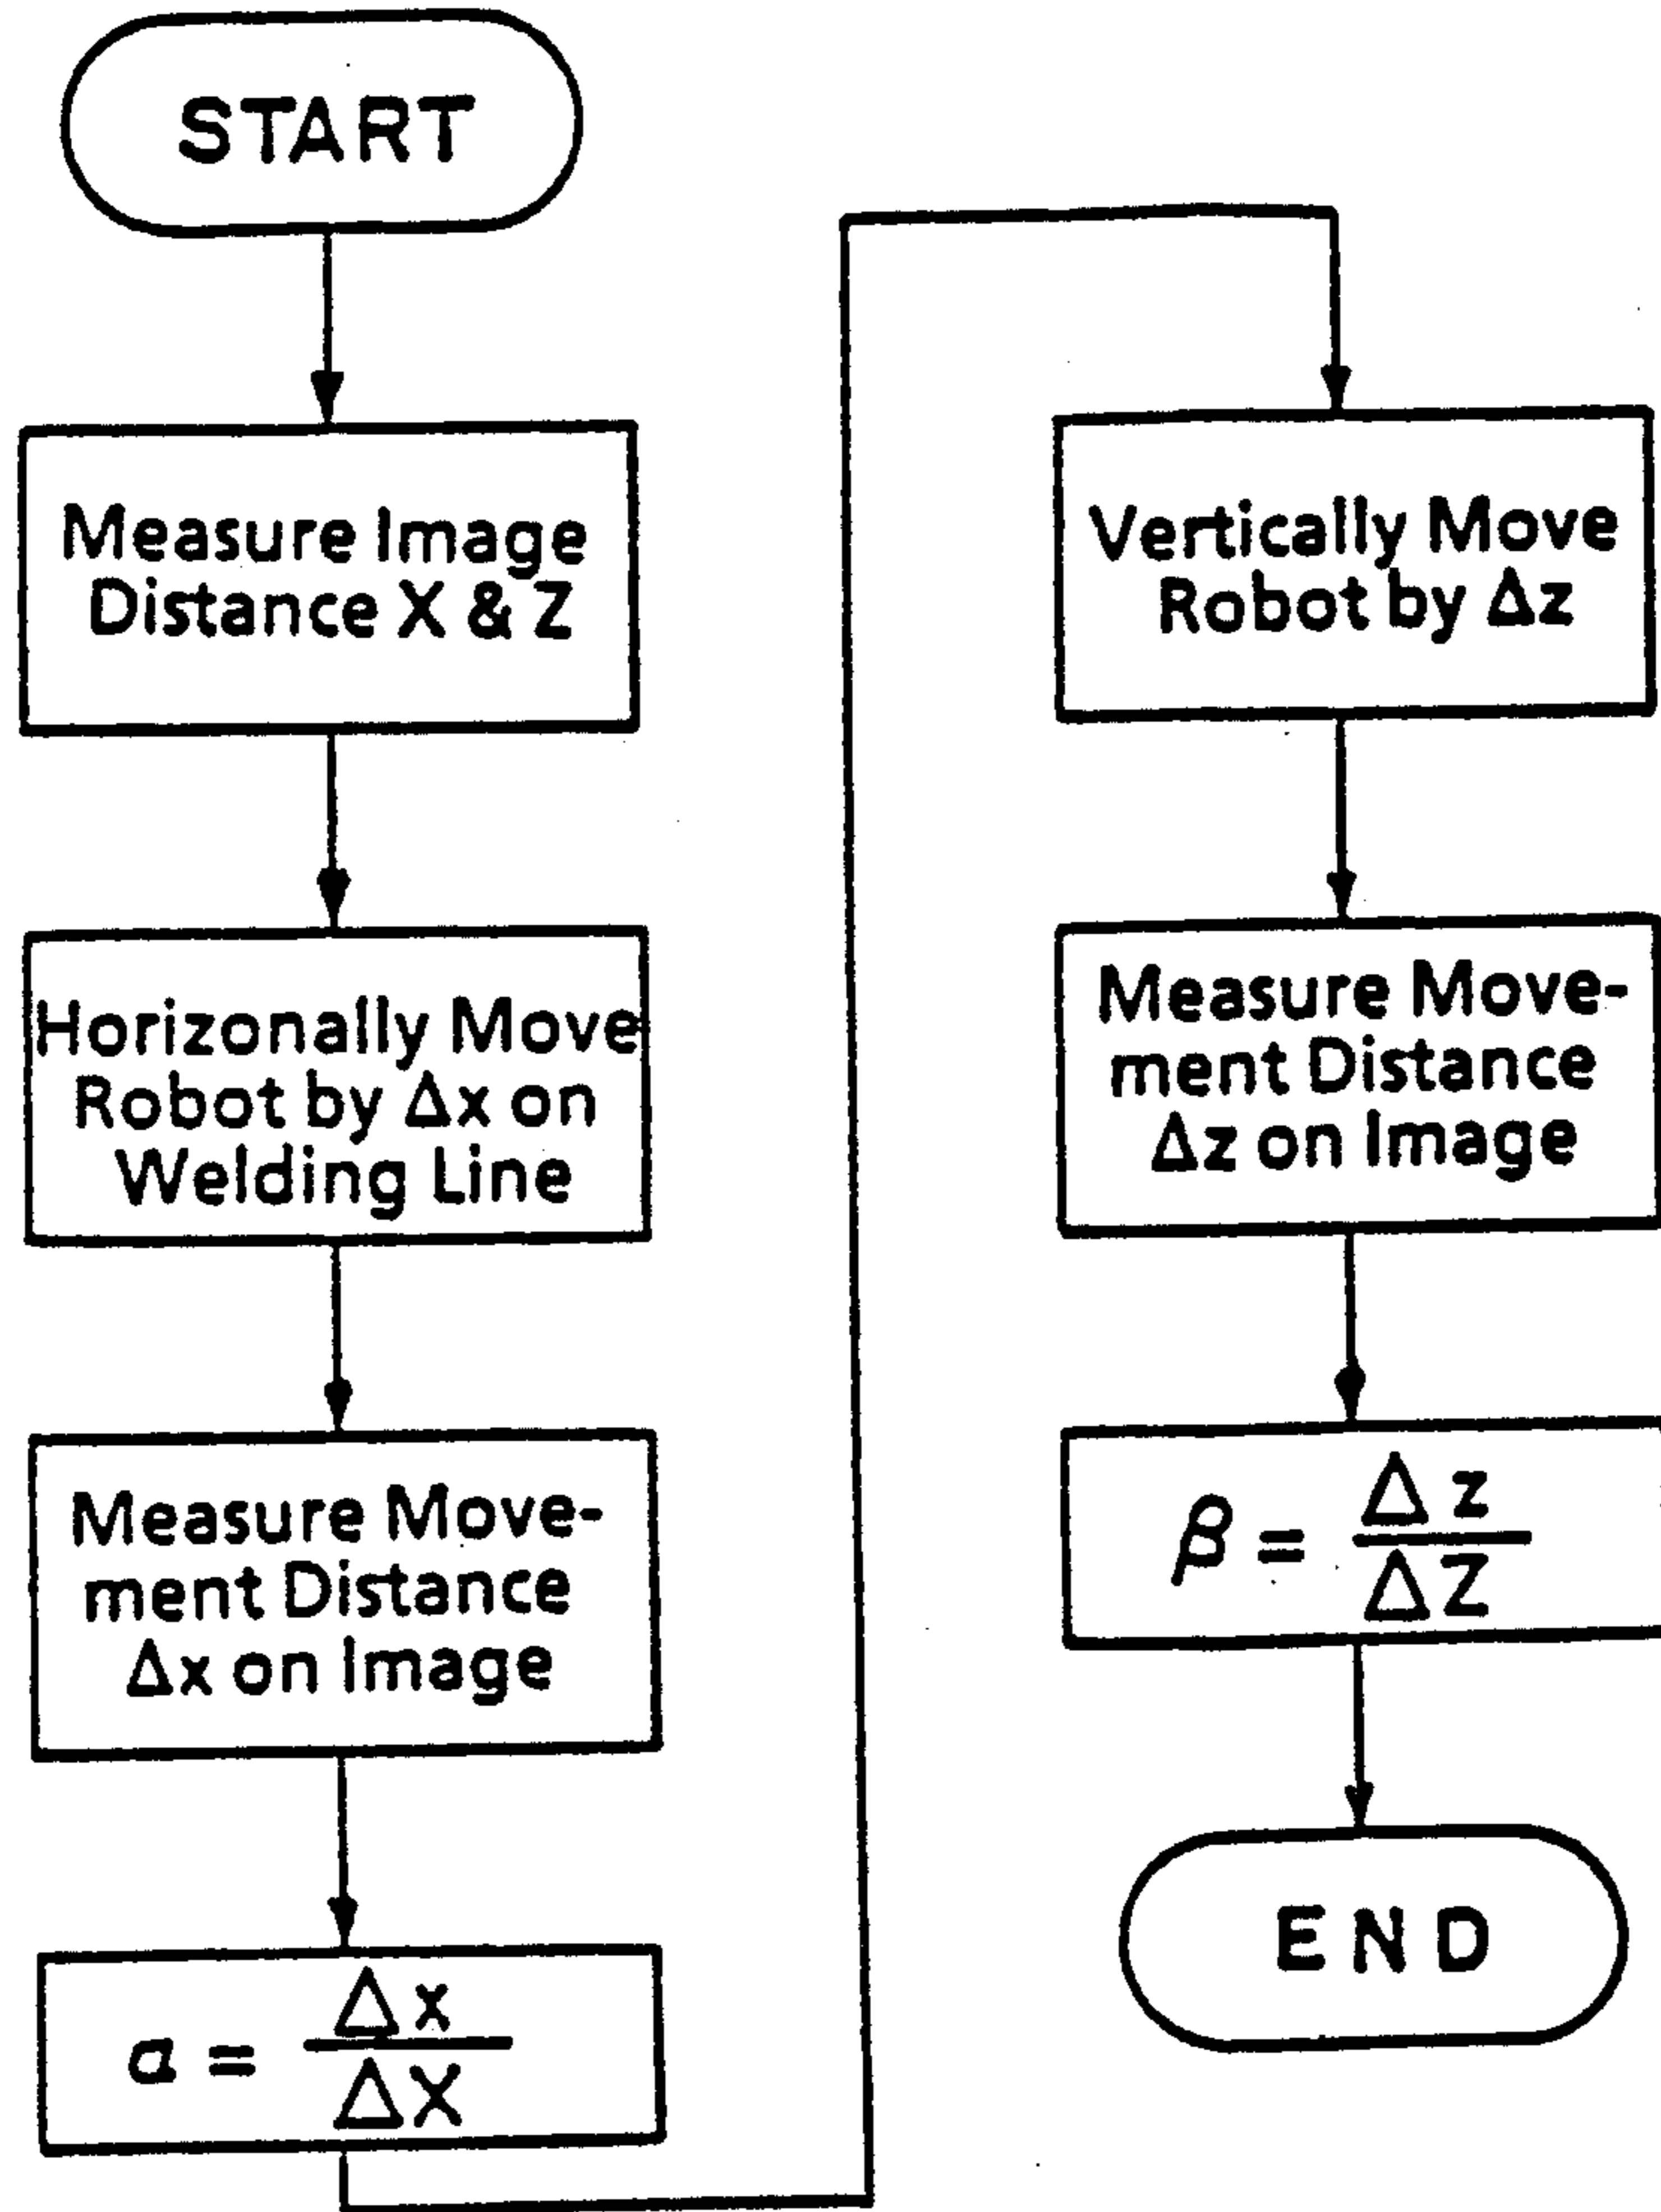 START
Measure Image
Distance X & Z
Horizonally Move
Robot by Δx on
Welding Line
Measure Move-
ment Distance
Δx on Image
α = Δx
ΔX
Vertically Move
Robot by Δz
Measure Move-
ment Distance
Δz on Image
β = Δz
ΔZ
END